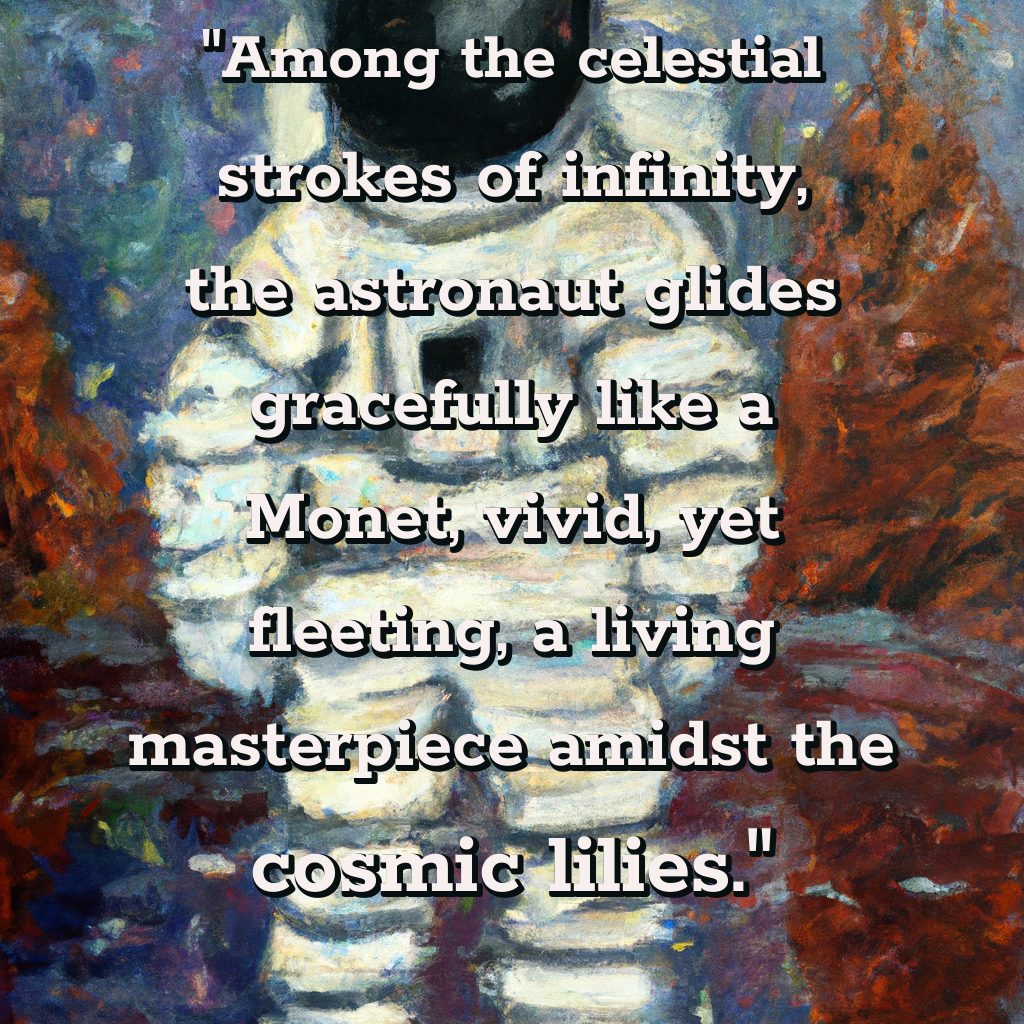 "Among the celestial
strokes of infinity,
the astronaut glides
gracefully like a
Monet, vivid, yet
fleeting, a living
masterpiece amidst the
cosmic lilies."